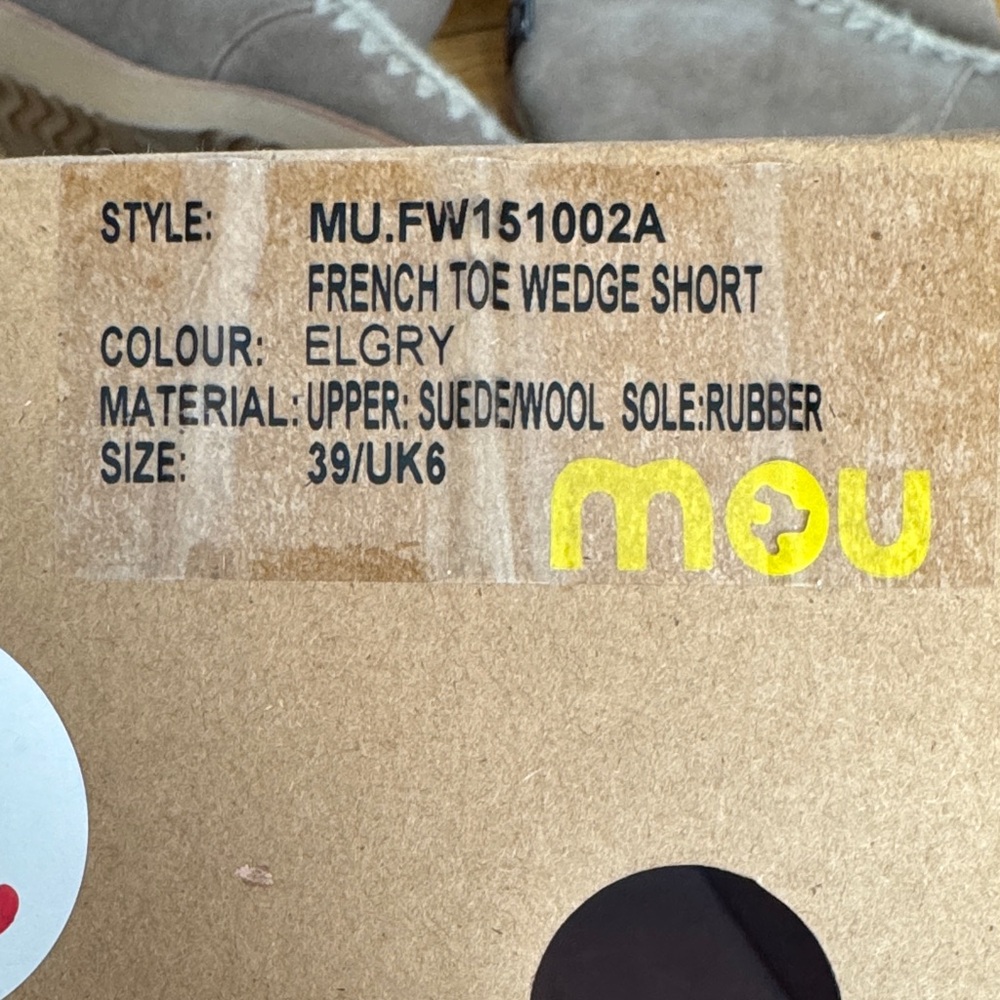 STYLE: MU.FW151002A
FRENCH TOE WEDGE SHORT
COLOUR: ELGRY
MATERIAL: UPPER: SUEDE/WOOL SOLE:RUBBER
SIZE: 39/UK6
mou